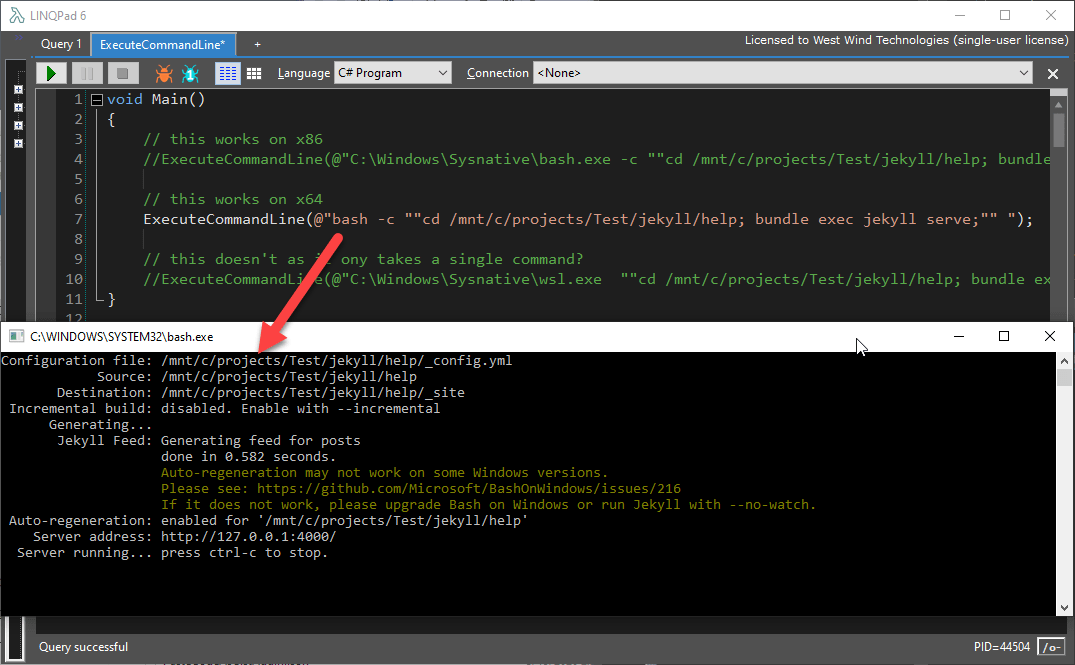 LINQPad 6
Query 1 ExecuteCommandLine* + Licensed to West Wind Technologies (single-user license)
Language C# Program Connection <None>
1 void Main()
2 {
3 // this works on x86
4 //ExecuteCommandLine(@"C:\Windows\Sysnative\bash.exe -c ""cd /mnt/c/projects/Test/jekyll/help; bundle
5
6 // this works on x64
7 ExecuteCommandLine(@"bash -c ""cd /mnt/c/projects/Test/jekyll/help; bundle exec jekyll serve;"" ");
8
9 // this doesn't as it ony takes a single command?
10 //ExecuteCommandLine(@"C:\Windows\Sysnative\wsl.exe ""cd /mnt/c/projects/Test/jekyll/help; bundle ex
11 }
12
C:\WINDOWS\SYSTEM32\bash.exe
Configuration file: /mnt/c/projects/Test/jekyll/help/_config.yml
Source: /mnt/c/projects/Test/jekyll/help
Destination: /mnt/c/projects/Test/jekyll/help/_site
Incremental build: disabled. Enable with --incremental
Generating...
Jekyll Feed: Generating feed for posts
done in 0.582 seconds.
Auto-regeneration may not work on some Windows versions.
Please see: https://github.com/Microsoft/BashOnWindows/issues/216
If it does not work, please upgrade Bash on Windows or run Jekyll with --no-watch.
Auto-regeneration: enabled for '/mnt/c/projects/Test/jekyll/help'
Server address: http://127.0.0.1:4000/
Server running... press ctrl-c to stop.
Query successful PID=44504 /o-